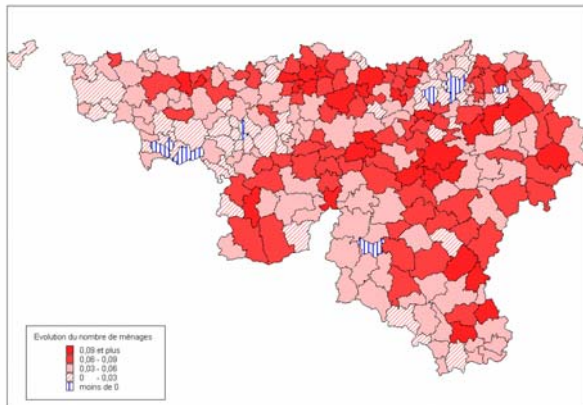 Evolution du nombre de ménages
0,09 et plus
0,06 - 0,09
0,03 - 0,06
0 - 0,03
moins de 0